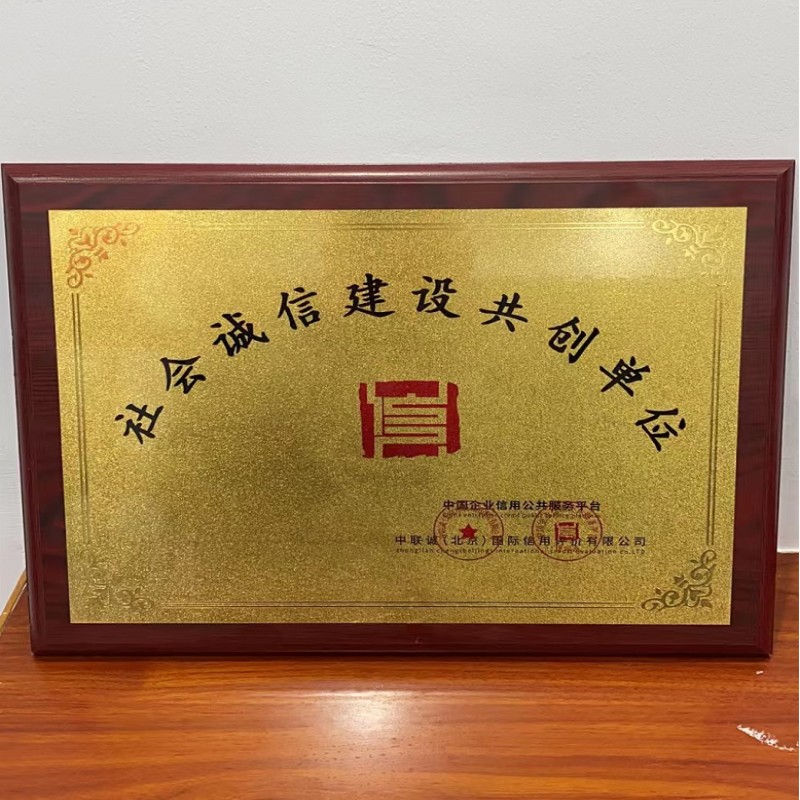 社会诚信建设共创单位
信
中国企业信用公共服务平台
中联诚(北京)国际信用评价有限公司